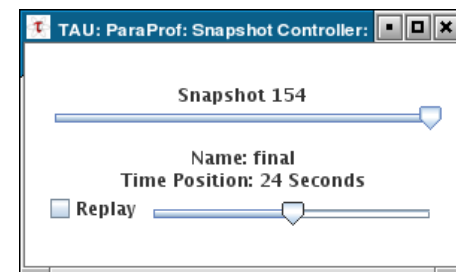 TAU: ParaProf: Snapshot Controller:
Snapshot 154
Name: final
Time Position: 24 Seconds
Replay